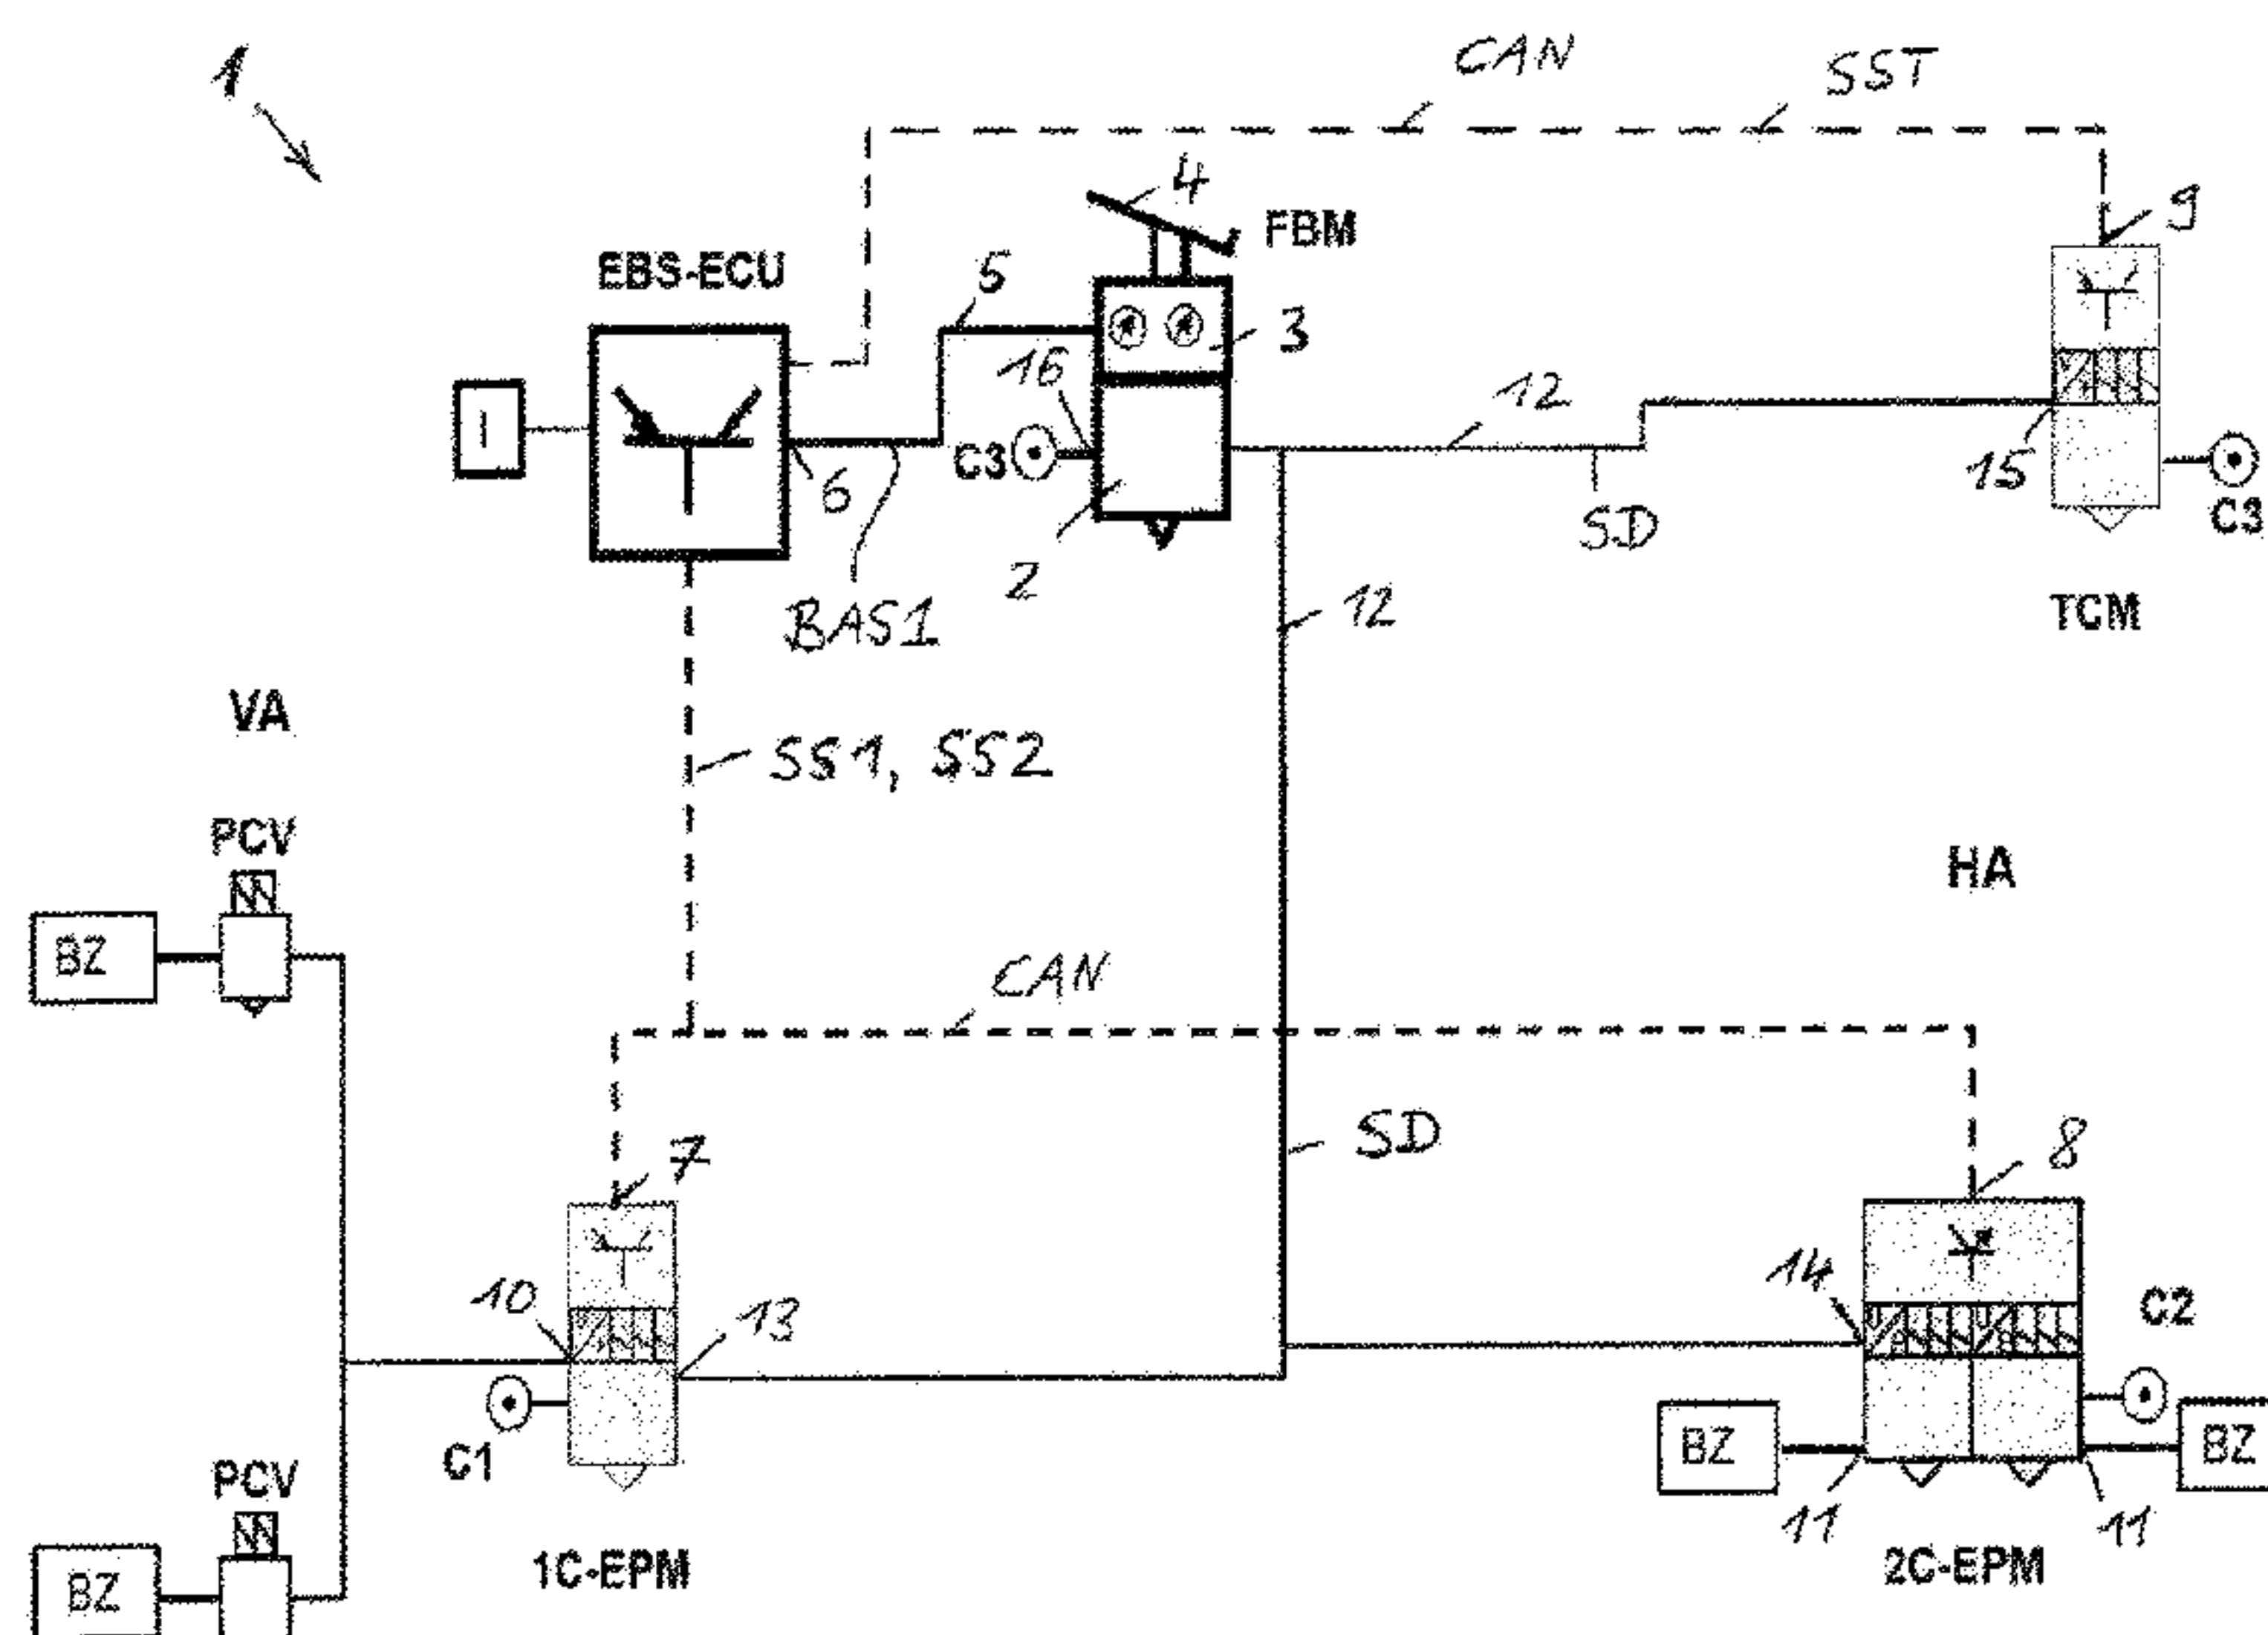 1
CAN
SST
4
FBM
9
EBS-ECU
5
3
16
12
I
C3
6
15
SD
C3
2
BAS1
12
TCM
VA
SS1, SS2
PCV
HA
BZ
CAN
7
SD
8
10
13
14
C2
C1
BZ
BZ
PCV
11
11
1C-EPM
2C-EPM
BZ